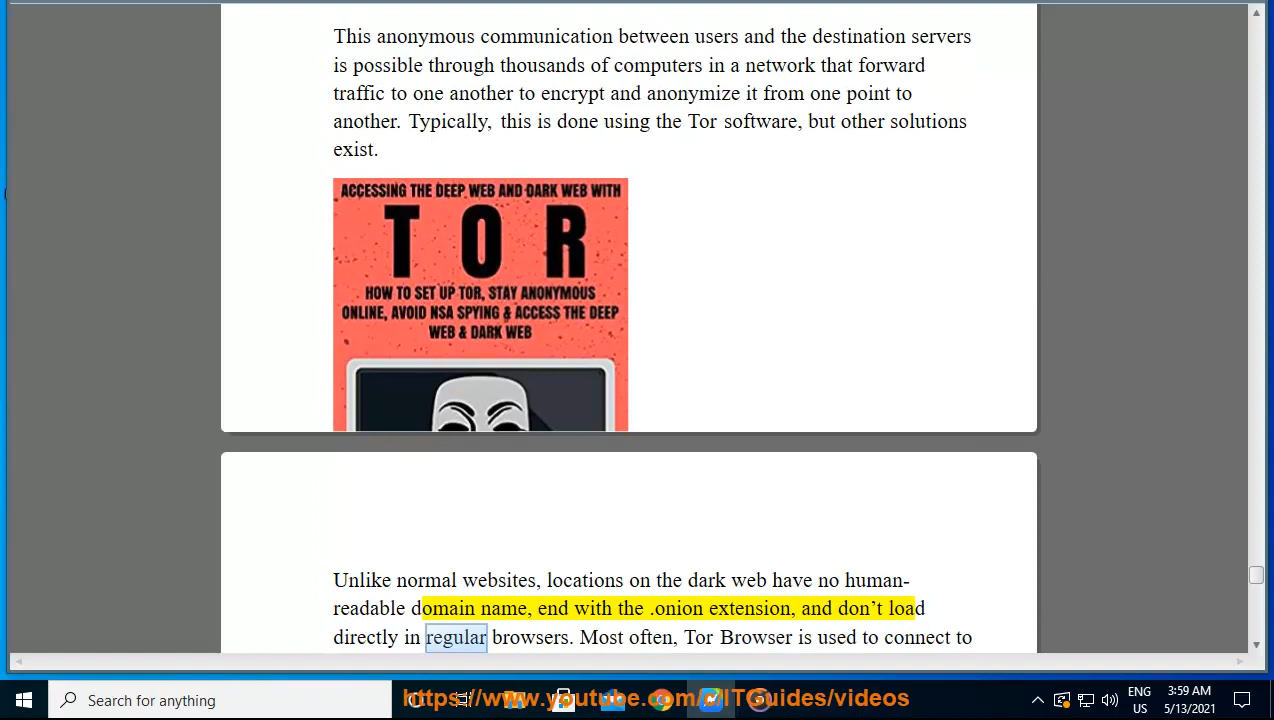 This anonymous communication between users and the destination servers
is possible through thousands of computers in a network that forward
traffic to one another to encrypt and anonymize it from one point to
another. Typically, this is done using the Tor software, but other solutions
exist.
ACCESSING THE DEEP WEB AND DARK WEB WITH
TOR
HOW TO SET UP TOR, STAY ANONYMOUS
ONLINE, AVOID NSA SPYING & ACCESS THE DEEP
WEB & DARK WEB
Unlike normal websites, locations on the dark web have no human-
readable domain name, end with the .onion extension, and don’t load
directly in regular browsers. Most often, Tor Browser is used to connect to
Search for anything
ENG
US
3:59 AM
5/13/2021